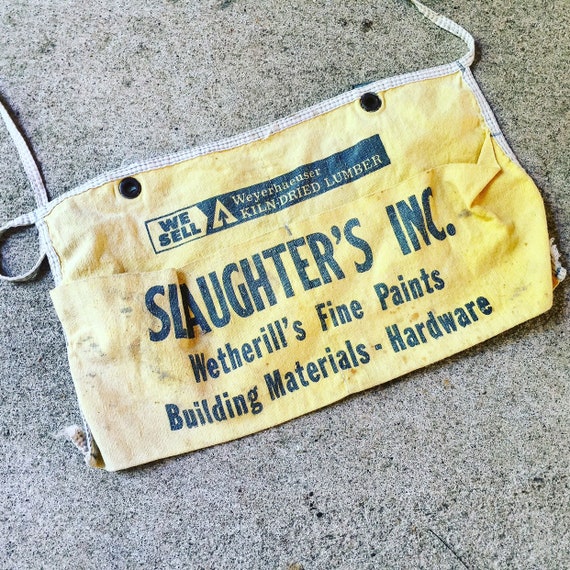 WE SELL Weyerhaeuser
KILN-DRIED LUMBER
SLAUGHTER'S INC.
Wetherill's Fine Paints
Building Materials - Hardware